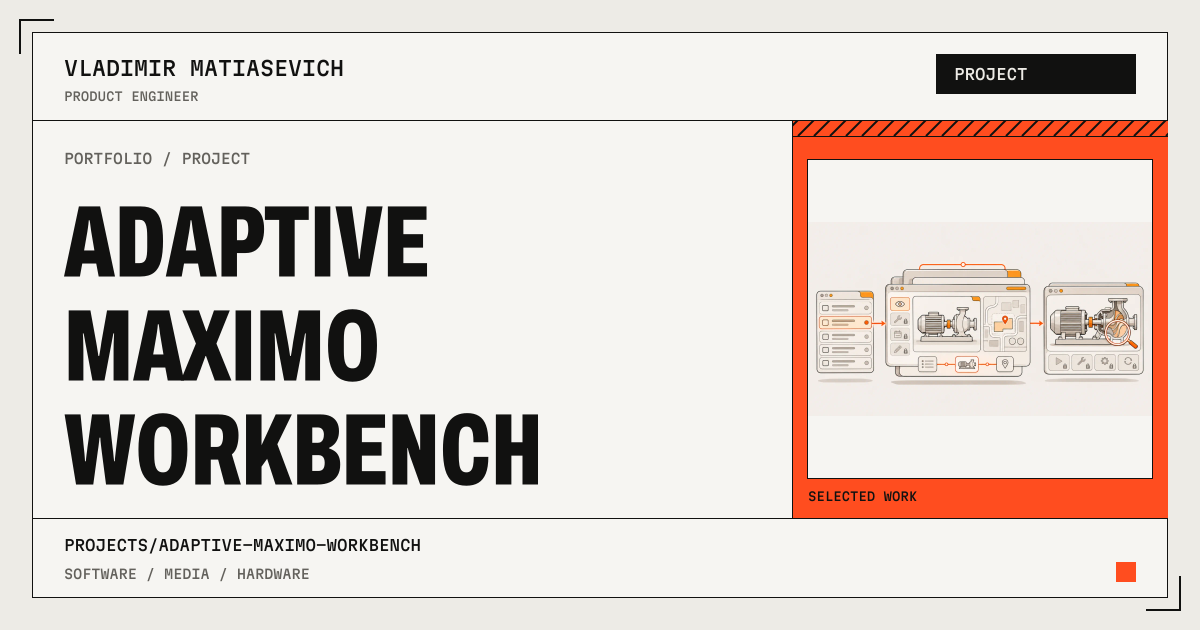 VLADIMIR MATIASEVICH
PRODUCT ENGINEER
PROJECT
PORTFOLIO / PROJECT
ADAPTIVE
MAXIMO
WORKBENCH
SELECTED WORK
PROJECTS/ADAPTIVE—MAXIMO—WORKBENCH
SOFTWARE / MEDIA / HARDWARE